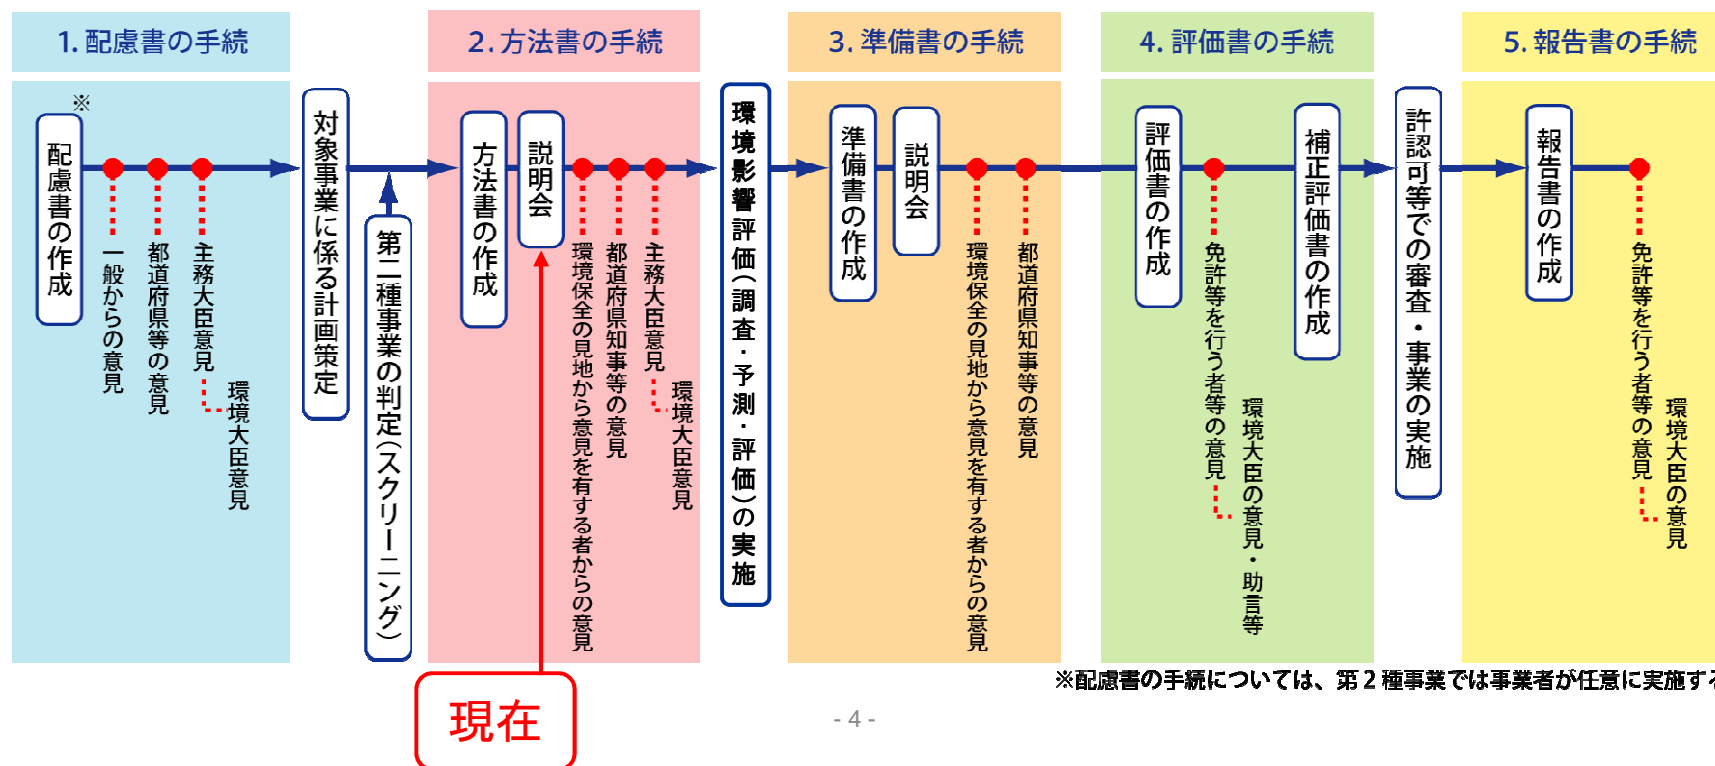 1. 配慮書の手続
2. 方法書の手続
3. 準備書の手続
4. 評価書の手続
5. 報告書の手続
※
配慮書の作成
一般からの意見
都道府県等の意見
主務大臣意見
環境大臣意見
対象事業に係る計画策定
第二種事業の判定(スクリーニング)
方法書の作成
説明会
環境保全の見地から意見を有する者からの意見
都道府県知事等の意見
主務大臣意見
環境大臣意見
環境影響評価(調査・予測・評価)の実施
準備書の作成
説明会
環境保全の見地から意見を有する者からの意見
都道府県知事等の意見
評価書の作成
免許等を行う者等の意見
環境大臣の意見・助言等
補正評価書の作成
許認可等での審査・事業の実施
報告書の作成
免許等を行う者等の意見
環境大臣の意見
※配慮書の手続については、第2種事業では事業者が任意に実施する
現在
- 4 -